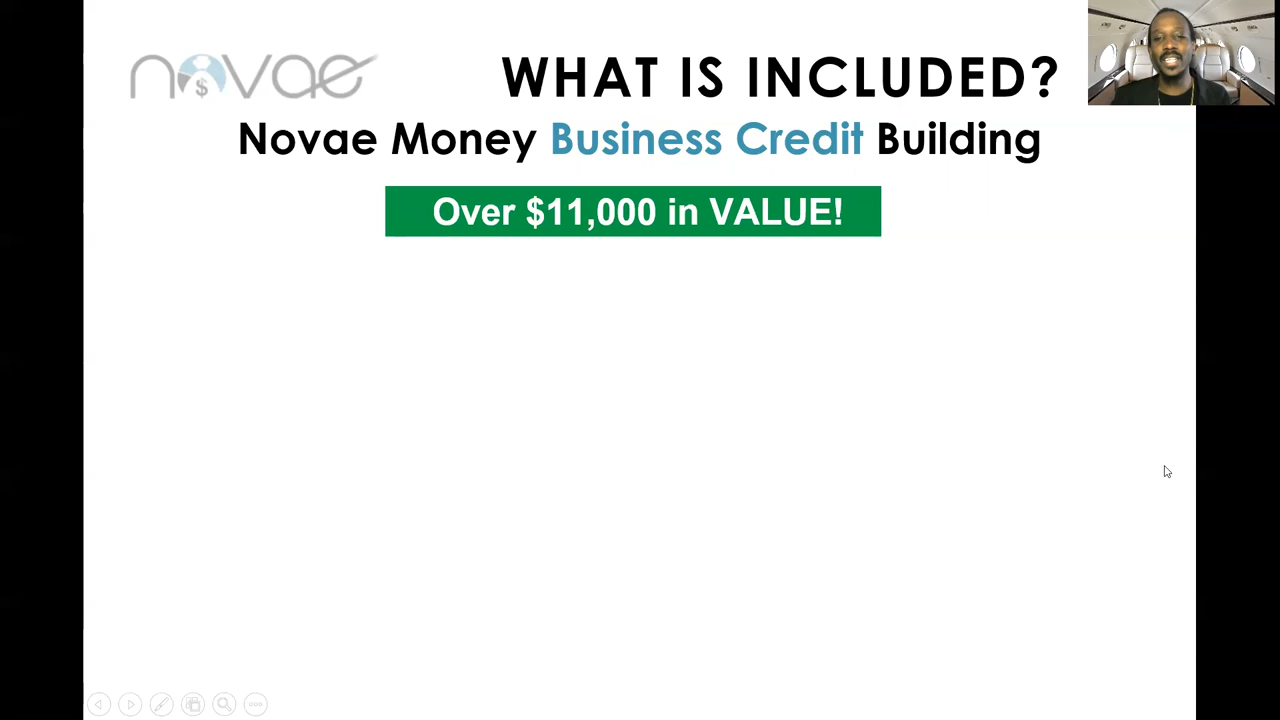 novae
WHAT IS INCLUDED?
Novae Money Business Credit Building
Over $11,000 in VALUE!